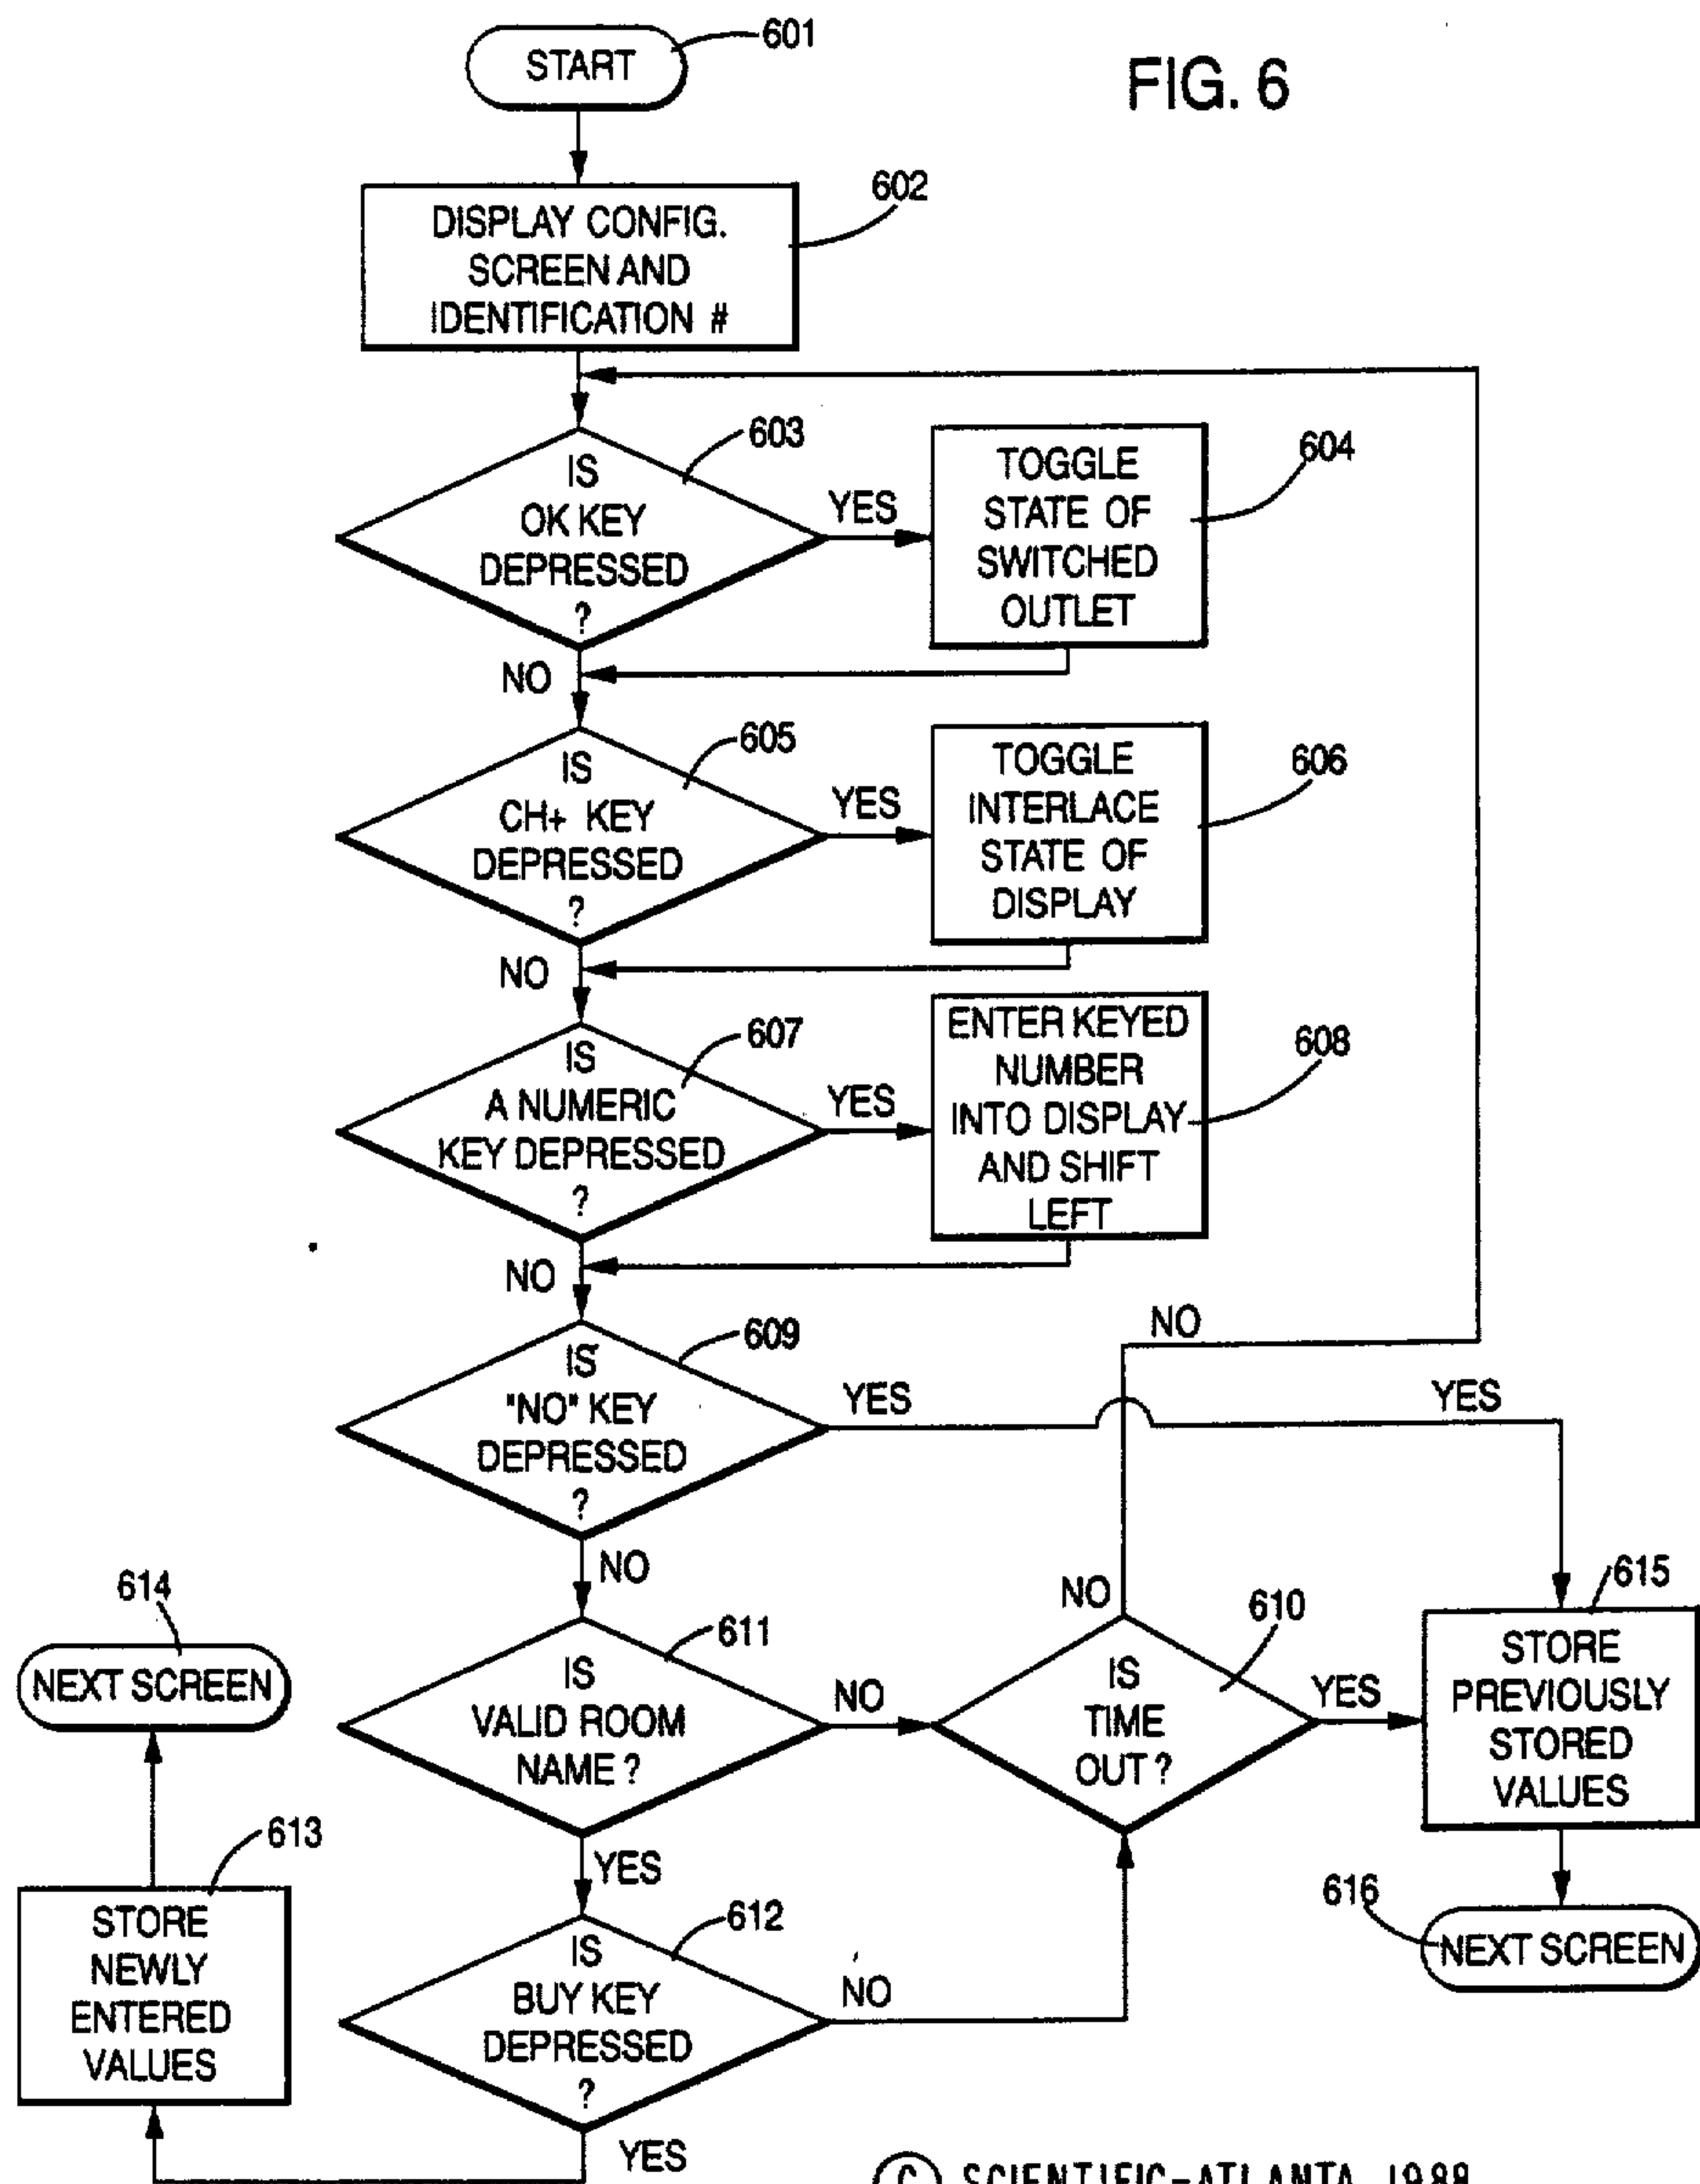 601
START
FIG. 6
602
DISPLAY CONFIG.
SCREEN AND
IDENTIFICATION #
603
IS
OK KEY
DEPRESSED
?
YES
604
TOGGLE
STATE OF
SWITCHED
OUTLET
NO
605
IS
CH+ KEY
DEPRESSED
?
YES
606
TOGGLE
INTERLACE
STATE OF
DISPLAY
NO
607
IS
A NUMERIC
KEY DEPRESSED
?
YES
608
ENTER KEYED
NUMBER
INTO DISPLAY
AND SHIFT
LEFT
NO
609
IS
"NO" KEY
DEPRESSED
?
YES
YES
NO
NO
611
IS
VALID ROOM
NAME ?
NO
NO
610
IS
TIME
OUT ?
YES
615
STORE
PREVIOUSLY
STORED
VALUES
616
NEXT SCREEN
YES
612
IS
BUY KEY
DEPRESSED
?
NO
YES
614
NEXT SCREEN
613
STORE
NEWLY
ENTERED
VALUES
© SCIENTIFIC-ATLANTA 1988